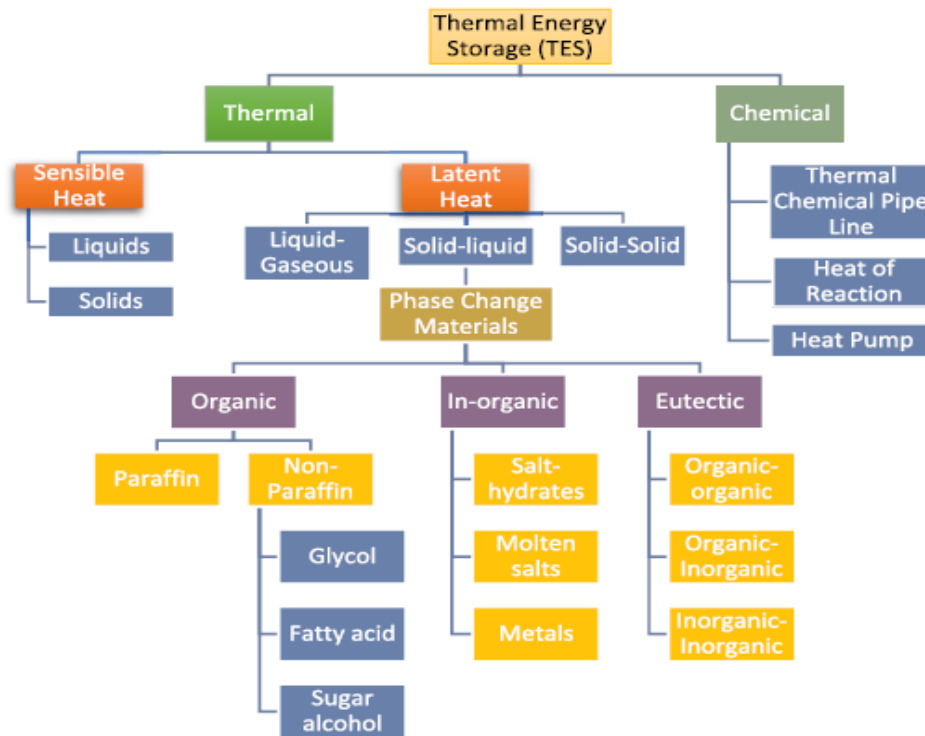 Thermal Energy
Storage (TES)
Thermal
Chemical
Sensible
Heat
Latent
Heat
Thermal
Chemical Pipe
Line
Liquids
Liquid-
Gaseous
Solid-liquid
Solid-Solid
Solids
Heat of
Reaction
Phase Change
Materials
Heat Pump
Organic
In-organic
Eutectic
Paraffin
Non-
Paraffin
Salt-
hydrates
Organic-
organic
Glycol
Molten
salts
Organic-
Inorganic
Fatty acid
Metals
Inorganic-
Inorganic
Sugar
alcohol